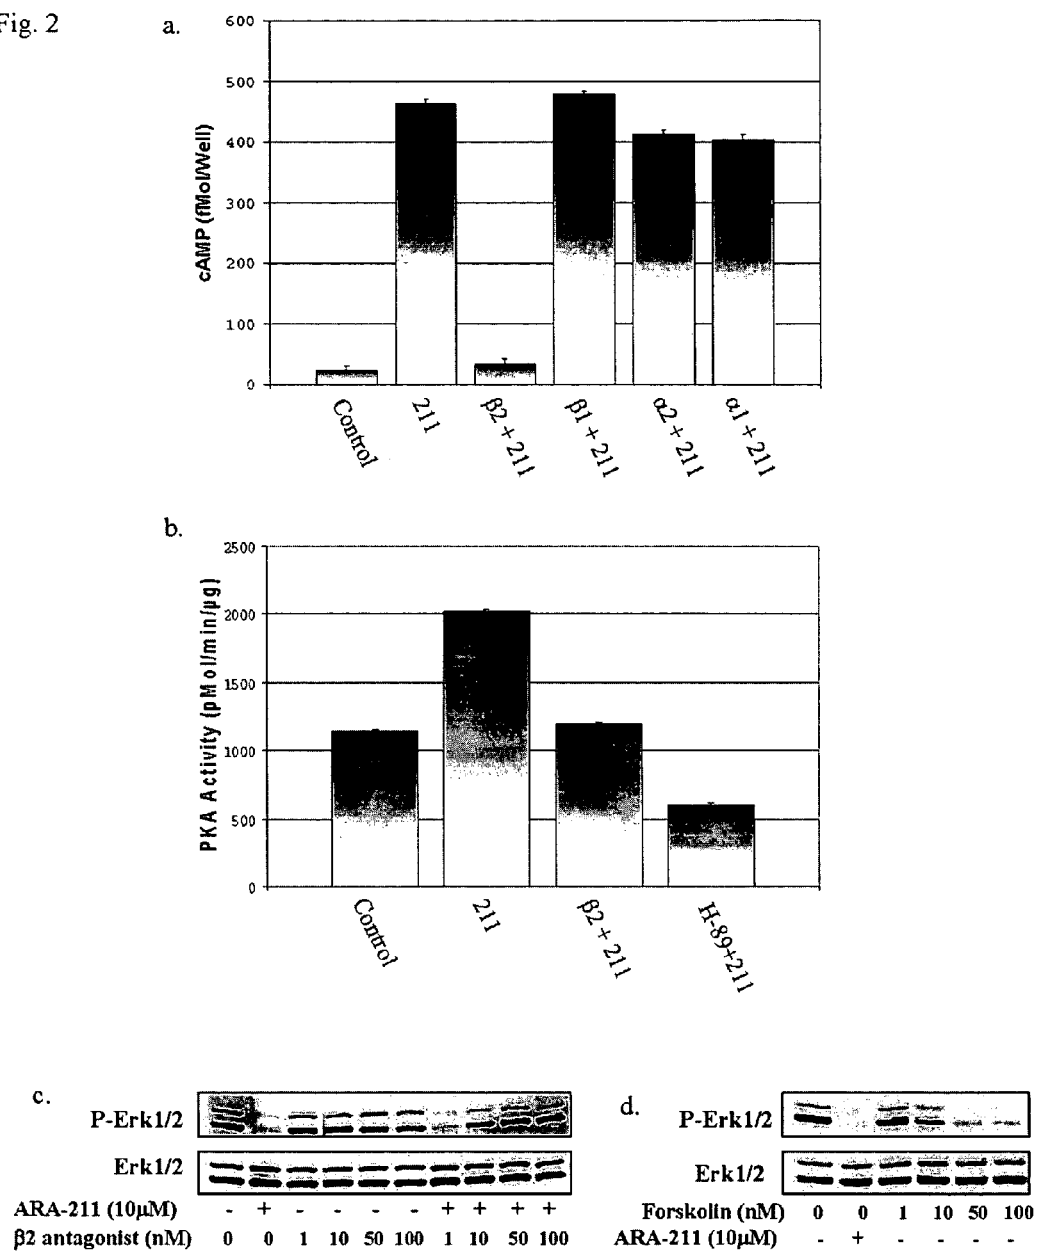 Fig. 2
a.
600
500
400
300
200
100
0
cAMP (fMol/Well)
Control
211
β2 + 211
β1 + 211
α2 + 211
α1 + 211
b.
2500
2000
1500
1000
500
0
PKA Activity (pMol/min/µg)
Control
211
β2 + 211
H-89+211
c.
P-Erk1/2
Erk1/2
ARA-211 (10µM) - + - - - - + + + +
β2 antagonist (nM) 0 0 1 10 50 100 1 10 50 100
d.
P-Erk1/2
Erk1/2
Forskolin (nM) 0 0 1 10 50 100
ARA-211 (10µM) - + - - - -